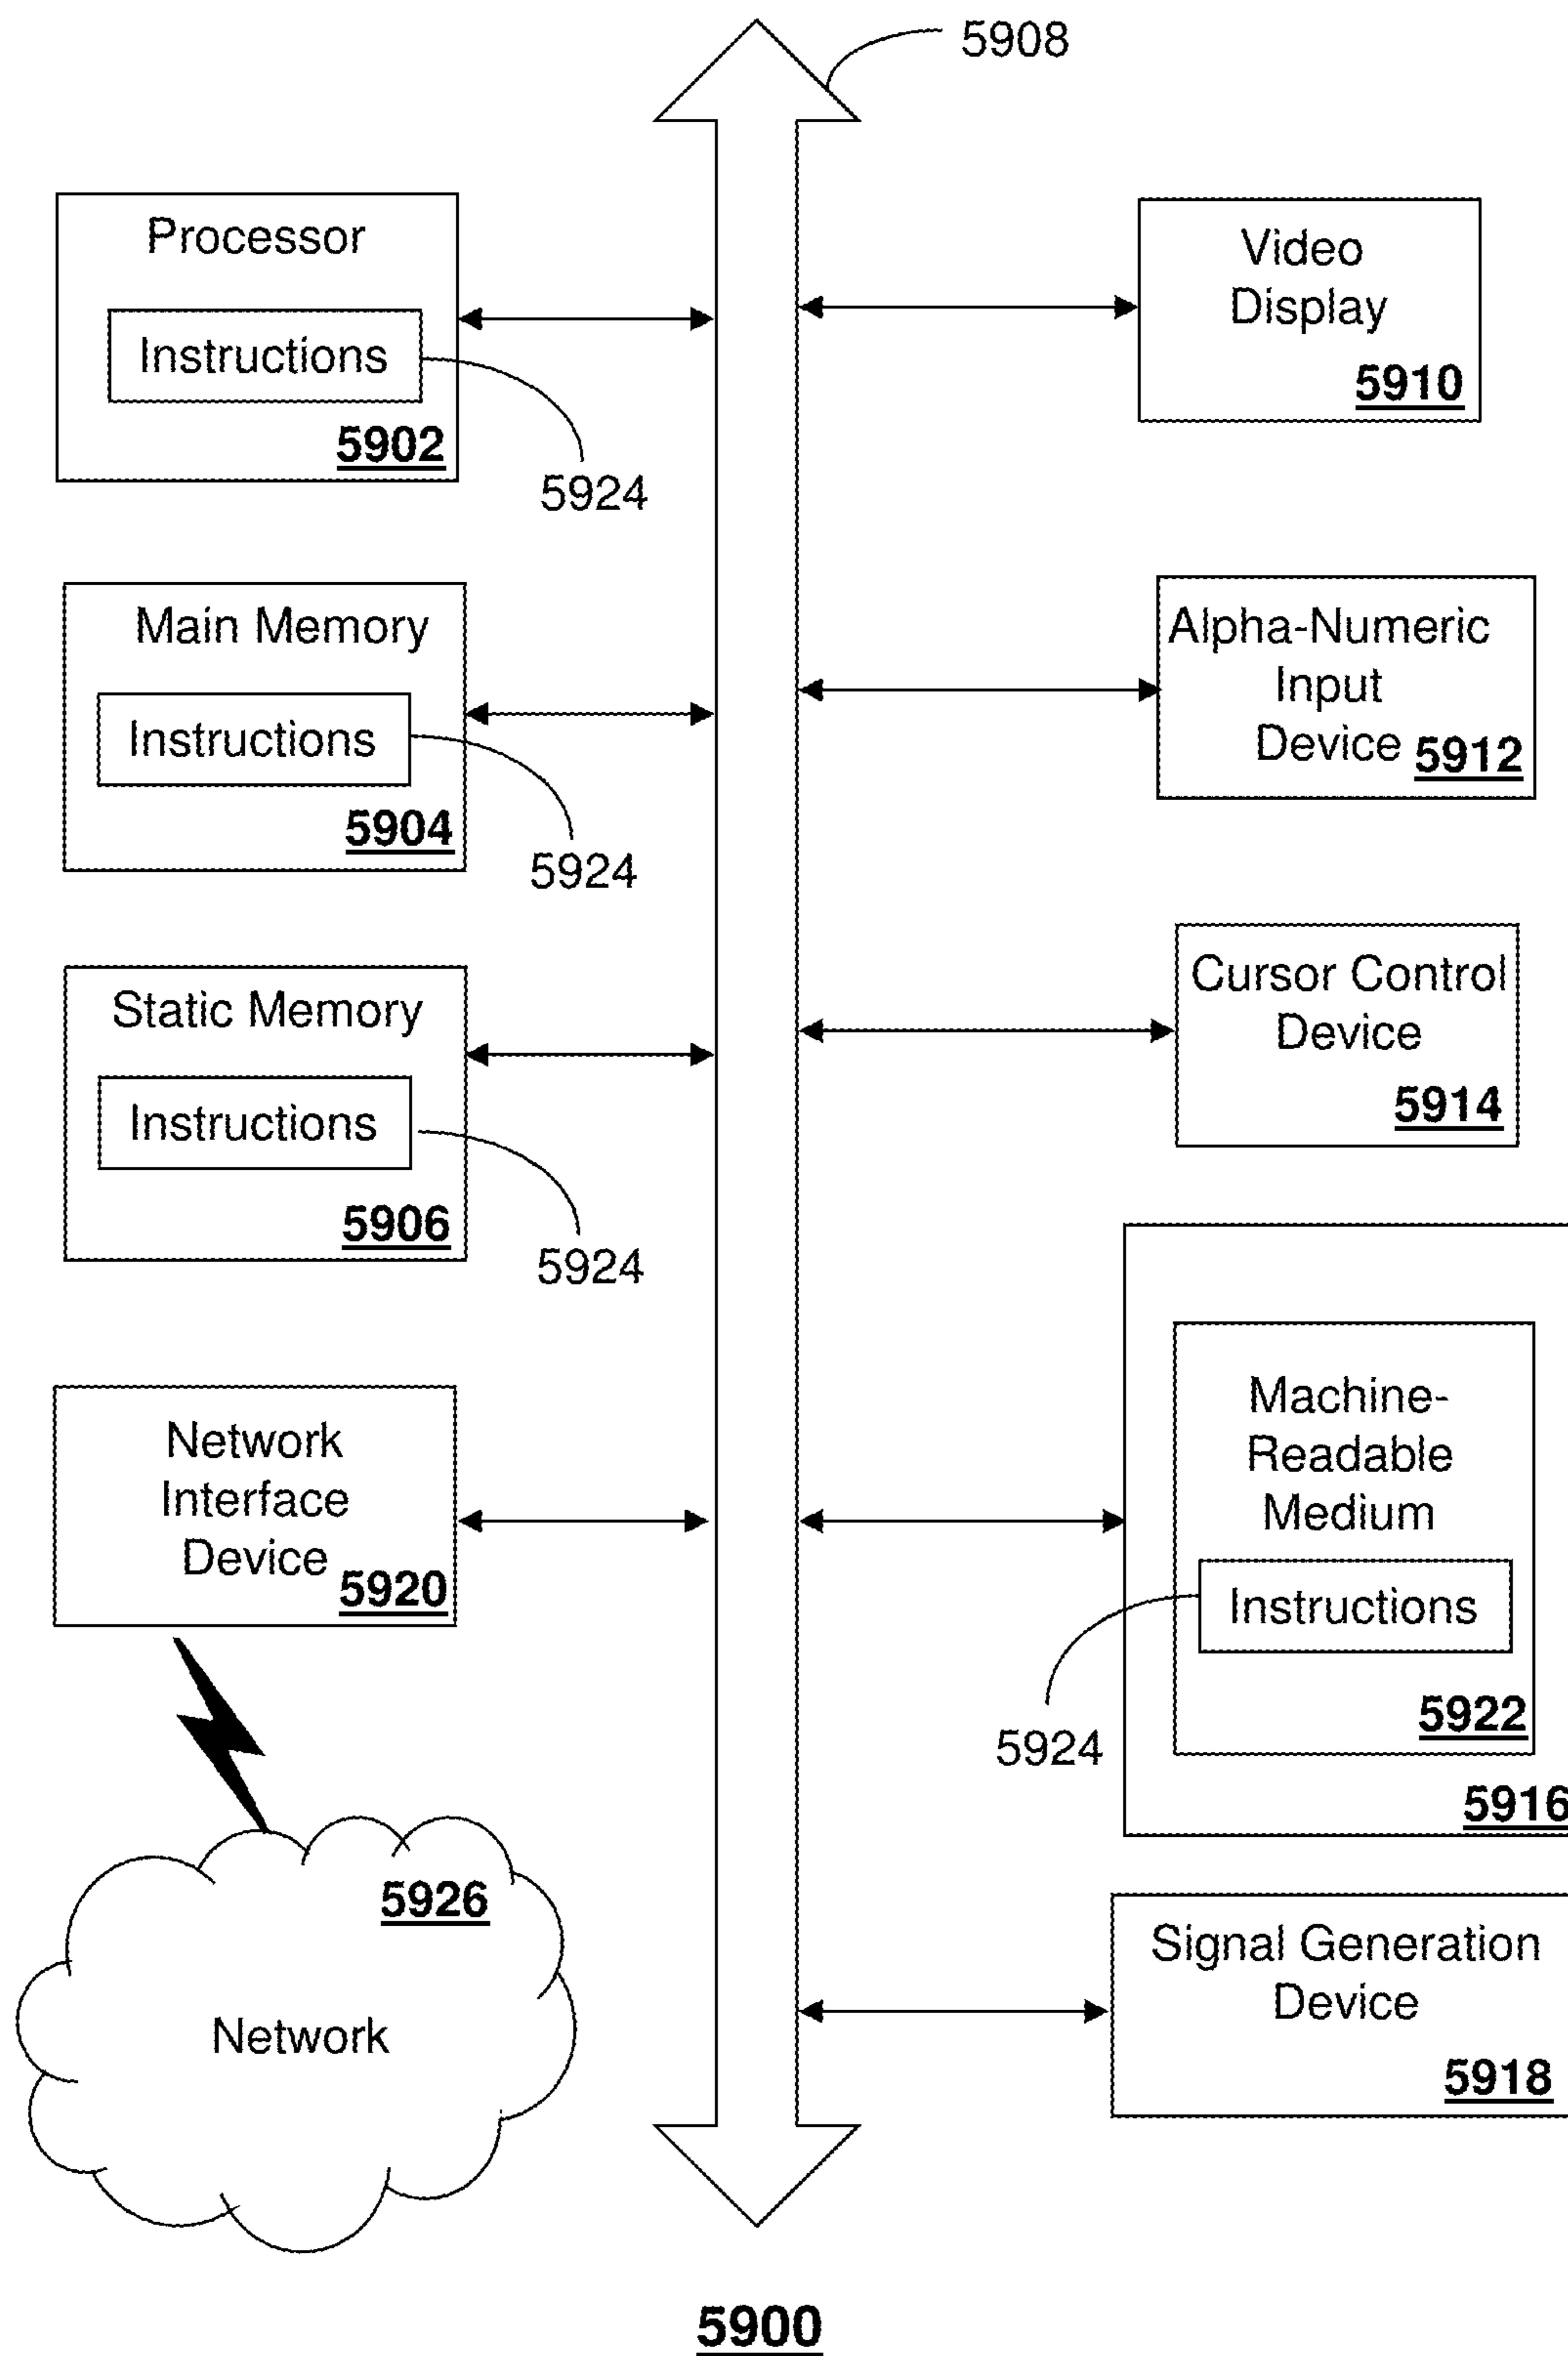 5908
Processor
Instructions
5902
5924
Main Memory
Instructions
5904
5924
Static Memory
Instructions
5906
5924
Network
Interface
Device
5920
5926
Network
Video
Display
5910
Alpha-Numeric
Input
Device
5912
Cursor Control
Device
5914
Machine-
Readable
Medium
Instructions
5922
5924
5916
Signal Generation
Device
5918
5900